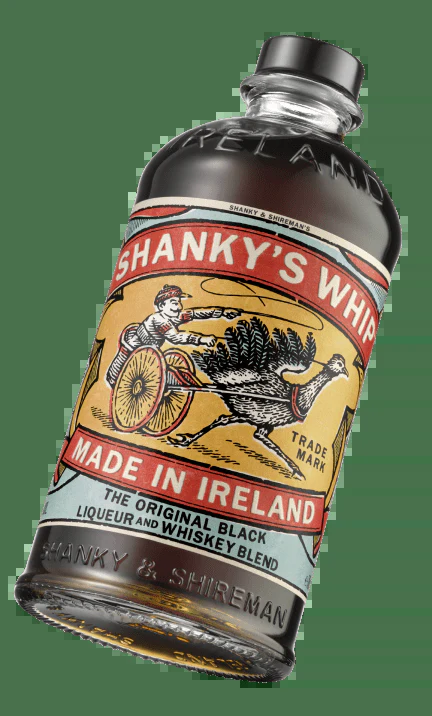 IRELAND
SHANKY & SHIREMAN'S
SHANKY'S WHIP
TRADE
MARK
MADE IN IRELAND
THE ORIGINAL BLACK
LIQUEUR AND WHISKEY BLEND
SHANKY & SHIREMAN